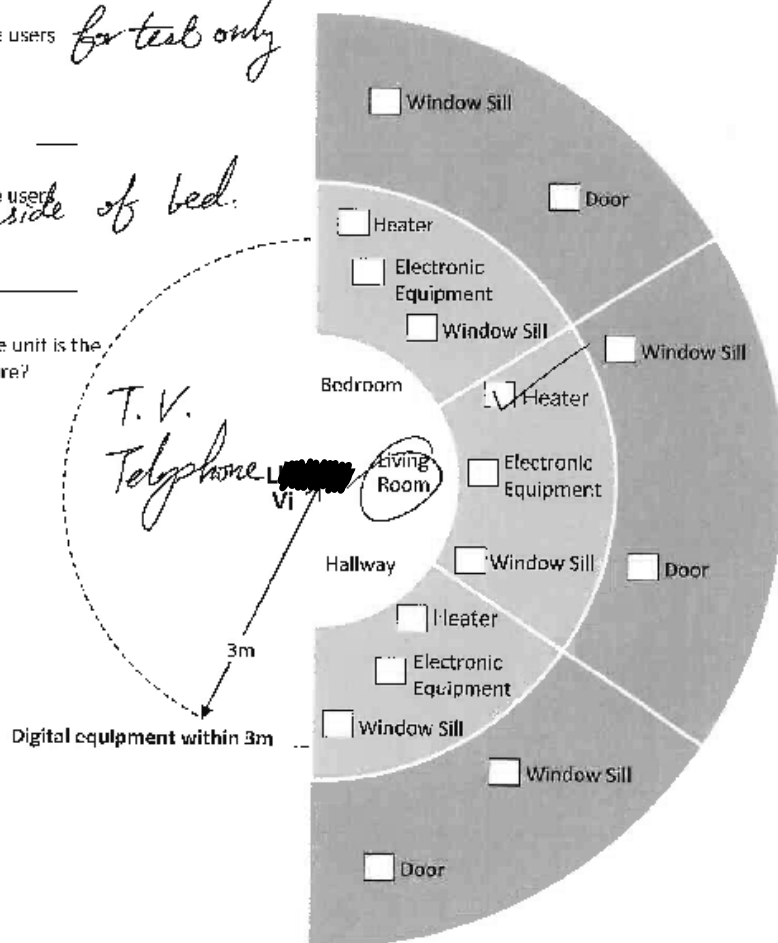 e users for test only
Window Sill
Door
e users
side of bed.
Heater
Electronic
Equipment
Window Sill
e unit is the
re?
Window Sill
Bedroom
Heater
T. V.
Telyphone
Living
Room
Electronic
Equipment
Vi
Hallway
Window Sill
Door
Heater
3m
Electronic
Equipment
Window Sill
Digital equipment within 3m
Window Sill
Door